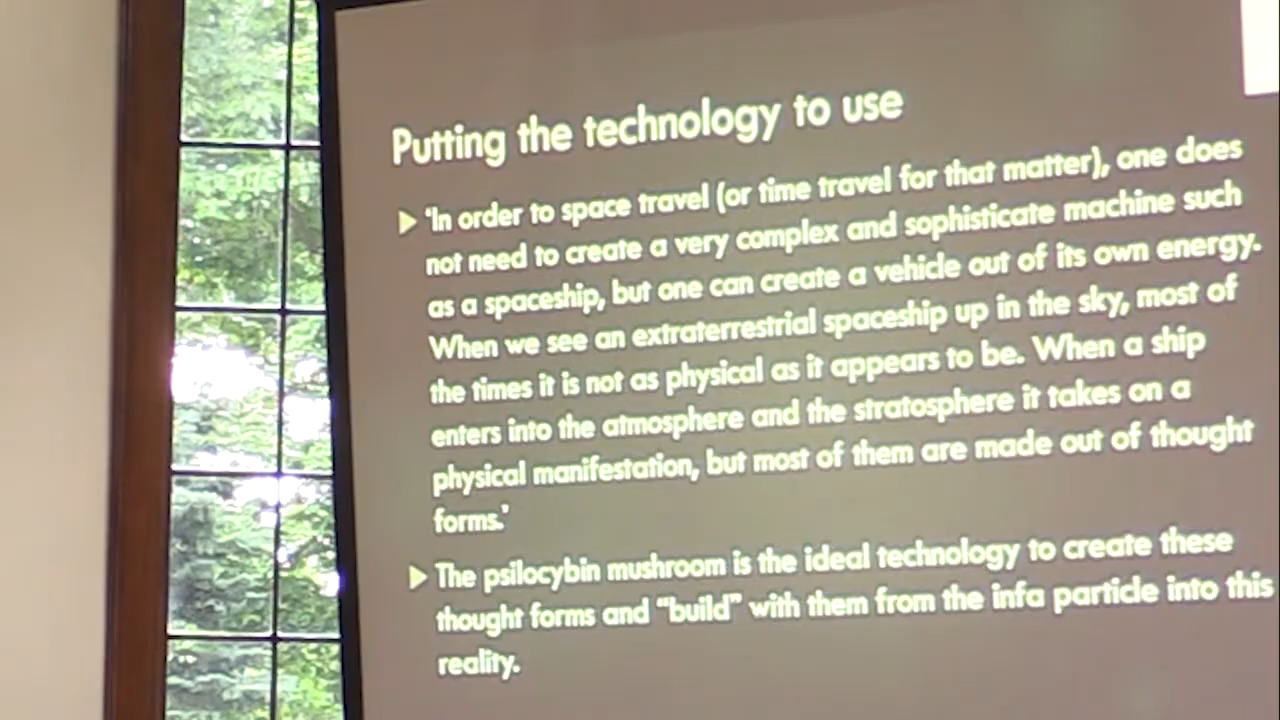 Putting the technology to use
'In order to space travel (or time travel for that matter), one does
not need to create a very complex and sophisticate machine such
as a spaceship, but one can create a vehicle out of its own energy.
When we see an extraterrestrial spaceship up in the sky, most of
the times it is not as physical as it appears to be. When a ship
enters into the atmosphere and the stratosphere it takes on a
physical manifestation, but most of them are made out of thought
forms.'
The psilocybin mushroom is the ideal technology to create these
thought forms and “build” with them from the infa particle into this
reality.